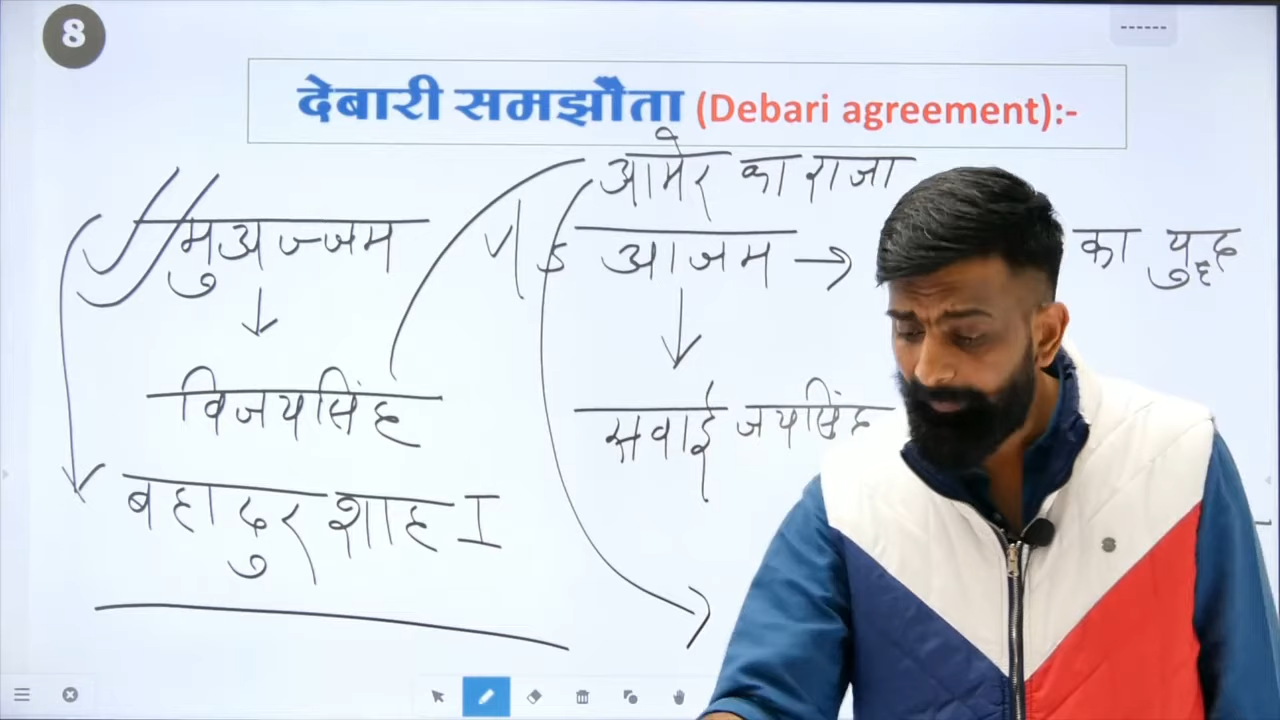 8
------
देबारी समझौता (Debari agreement):-
आमेर का राजा
मुअज्जम V/s आजम → का युद्ध
विजयसिंह सवाई जयसिंह
बहादुर शाह I